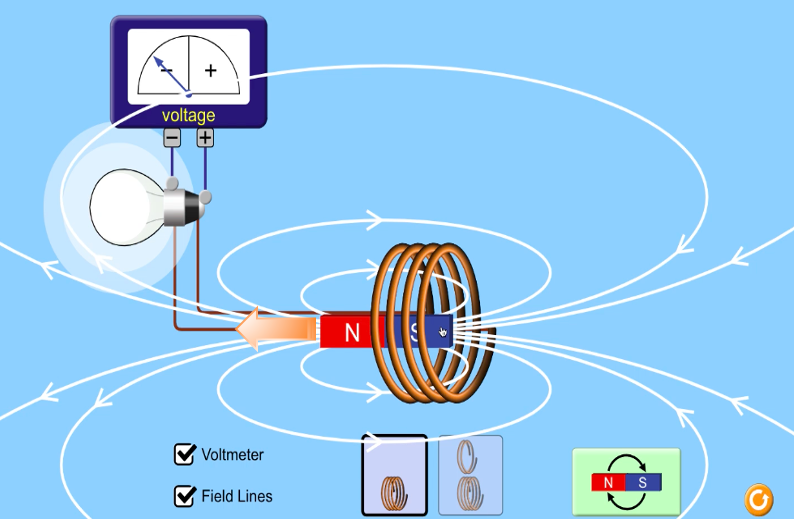 − +
voltage
− +
N S
Voltmeter
Field Lines
N S